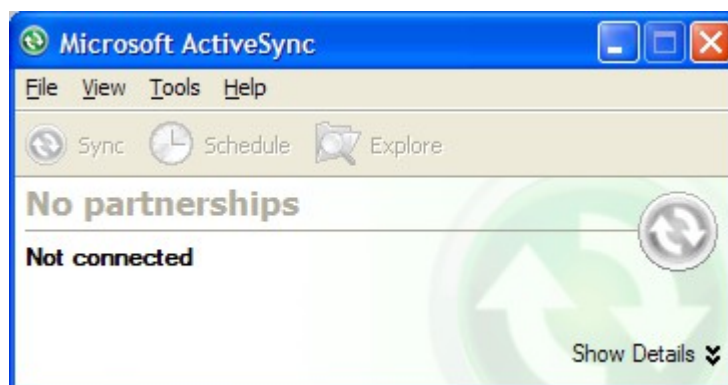 Microsoft ActiveSync
File View Tools Help
Sync Schedule Explore
No partnerships
Not connected
Show Details